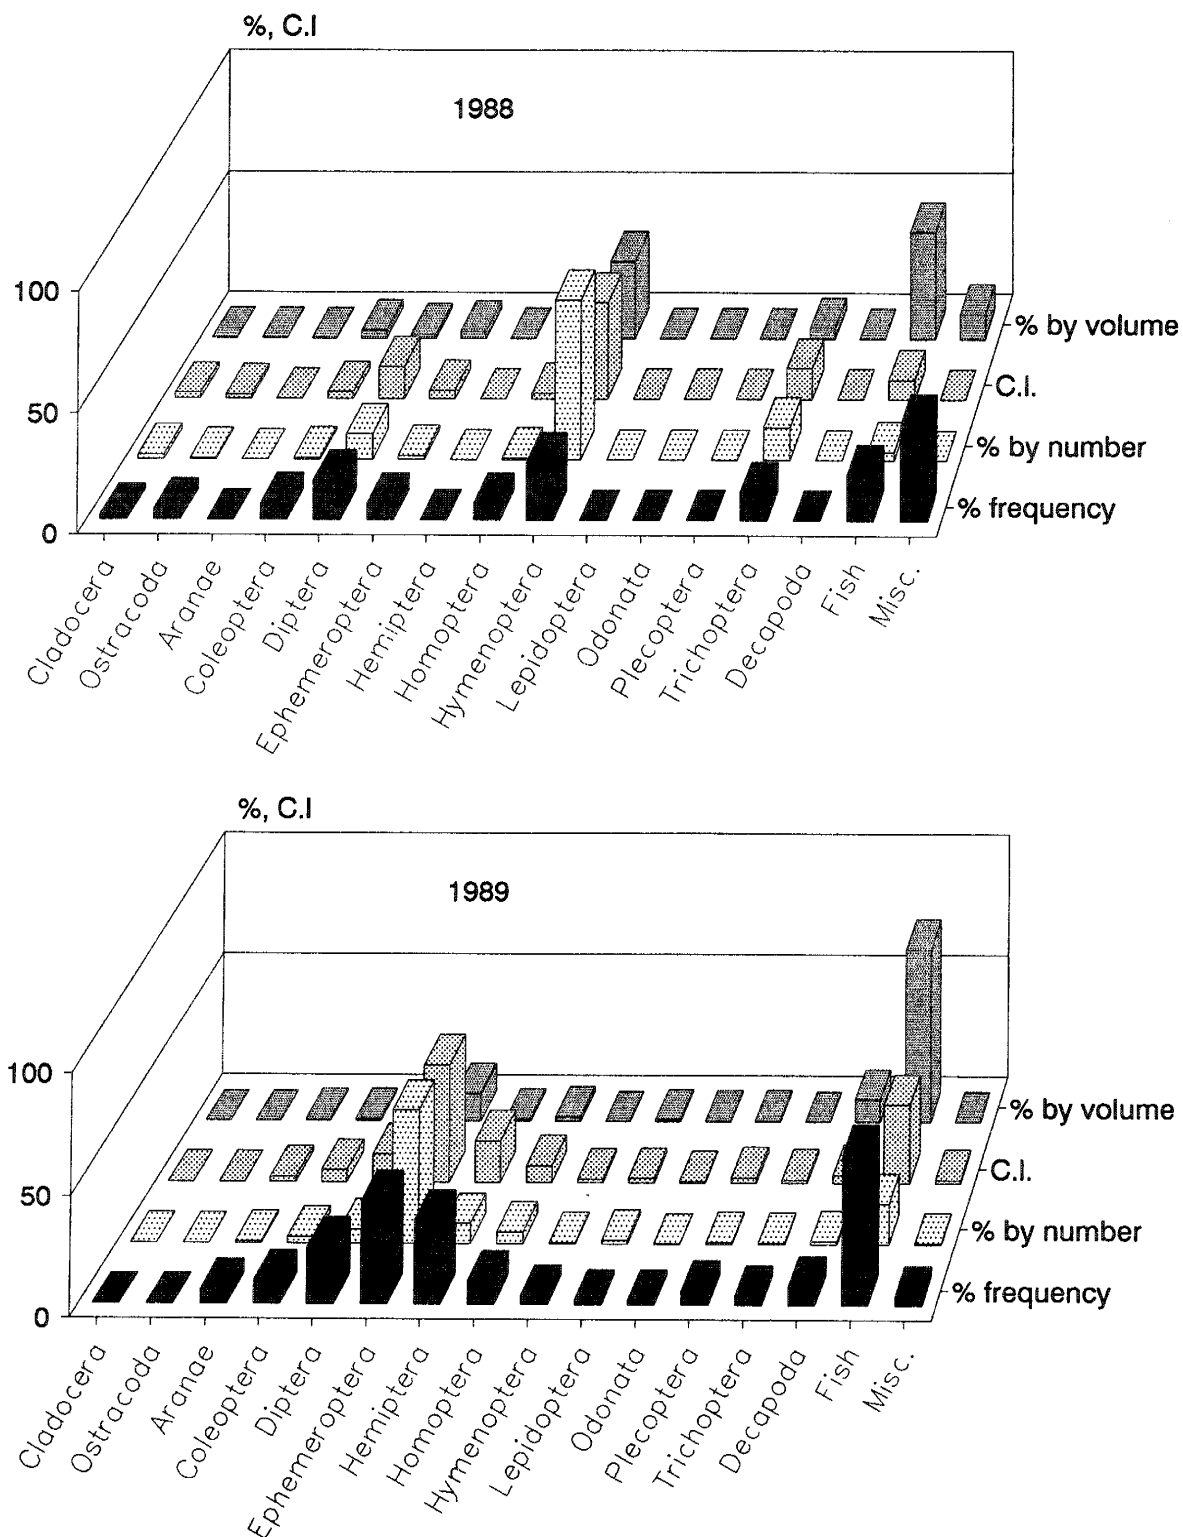 %, C.I
1988
100
50
0
% by volume
C.I.
% by number
% frequency
Cladocera
Ostracoda
Aranae
Coleoptera
Diptera
Ephemeroptera
Hemiptera
Homoptera
Hymenoptera
Lepidoptera
Odonata
Plecoptera
Trichoptera
Decapoda
Fish
Misc.
%, C.I
1989
100
50
0
% by volume
C.I.
% by number
% frequency
Cladocera
Ostracoda
Aranae
Coleoptera
Diptera
Ephemeroptera
Hemiptera
Homoptera
Hymenoptera
Lepidoptera
Odonata
Plecoptera
Trichoptera
Decapoda
Fish
Misc.